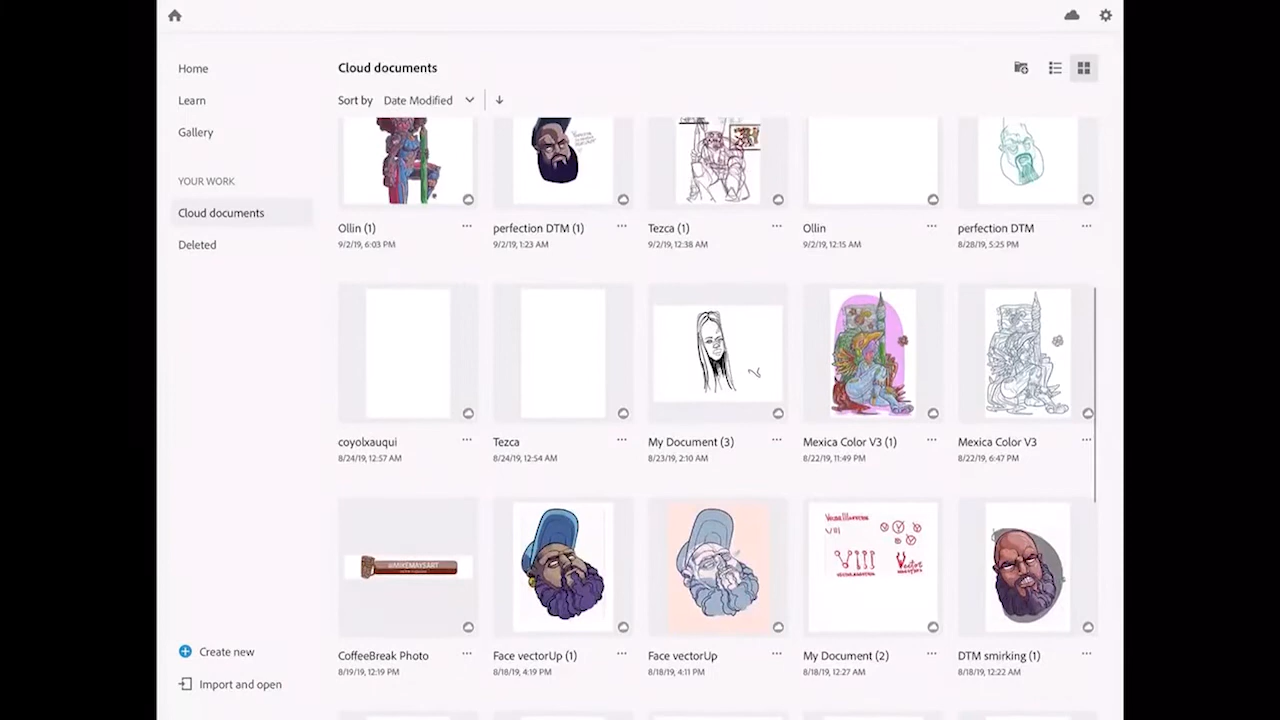 Home
Learn
Gallery
YOUR WORK
Cloud documents
Deleted
Create new
Import and open
Cloud documents
Sort by Date Modified
Ollin (1)
9/2/19, 6:03 PM
perfection DTM (1)
9/2/19, 1:23 AM
Tezca (1)
9/2/19, 12:38 AM
Ollin
9/2/19, 12:15 AM
perfection DTM
8/28/19, 5:25 PM
coyolxauqui
8/24/19, 12:57 AM
Tezca
8/24/19, 12:54 AM
My Document (3)
8/23/19, 2:10 AM
Mexica Color V3 (1)
8/22/19, 11:49 PM
Mexica Color V3
8/22/19, 6:47 PM
@MIKEMAYSART
CoffeeBreak Photo
8/19/19, 12:19 PM
Face vectorUp (1)
8/18/19, 4:19 PM
Face vectorUp
8/18/19, 4:11 PM
My Document (2)
8/18/19, 12:27 AM
DTM smirking (1)
8/18/19, 12:22 AM